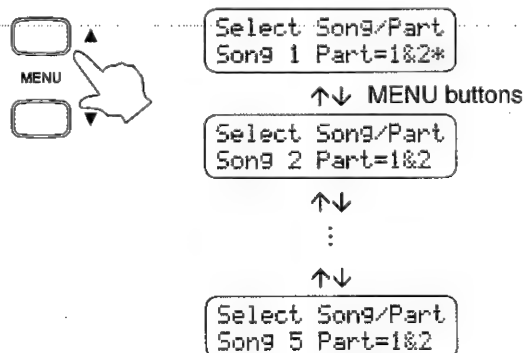 ▲
MENU
▼
Select Song/Part
Song 1 Part=1&2*
↑↓ MENU buttons
Select Song/Part
Song 2 Part=1&2
↑↓
⋮
↑↓
Select Song/Part
Song 5 Part=1&2